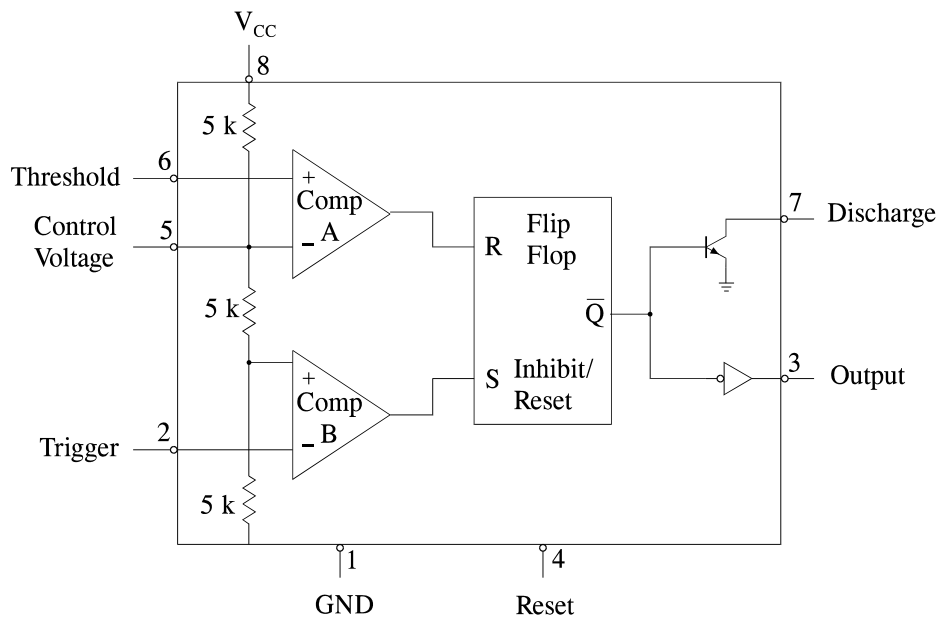 V_CC
8
5 k
Threshold
6
+
Comp
A
–
Control
Voltage
5
Flip
Flop
R
7
Discharge
5 k
Q̅
3
Output
+
Comp
B
–
S
Inhibit/
Reset
Trigger
2
5 k
1
4
GND
Reset